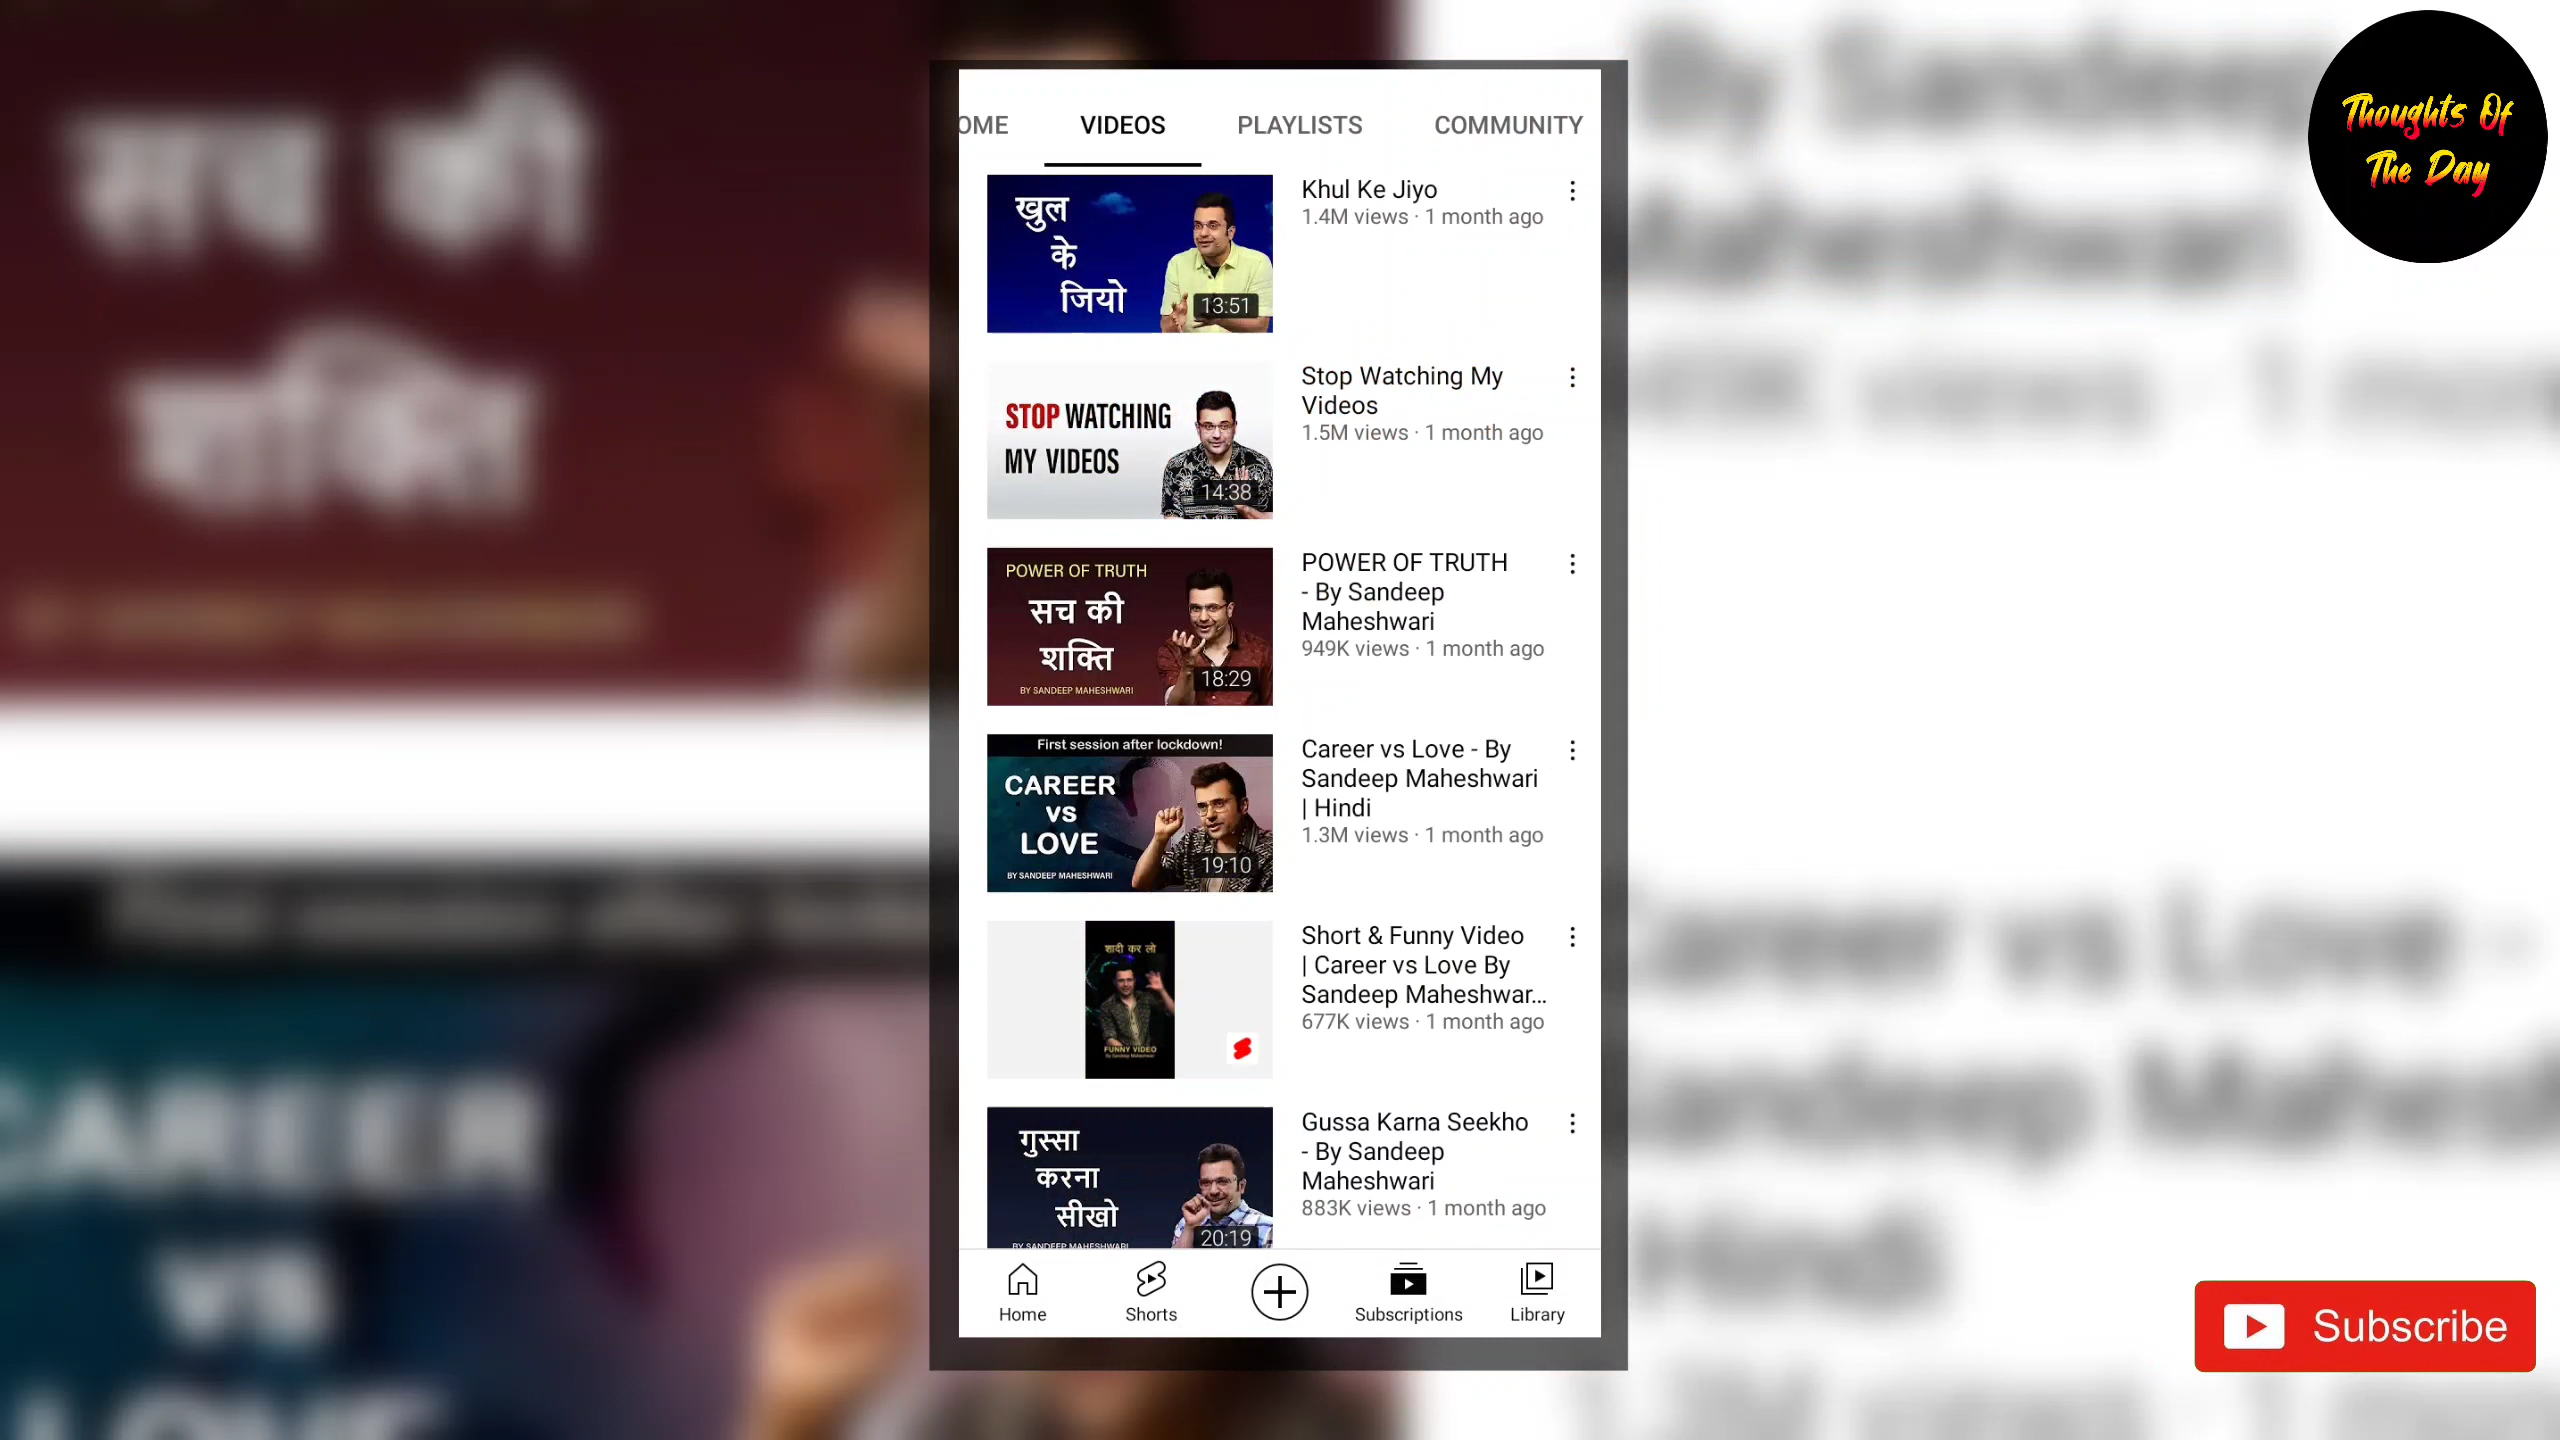 OME VIDEOS PLAYLISTS COMMUNITY
खुल
के
जियो
13:51
Khul Ke Jiyo
1.4M views · 1 month ago
STOP WATCHING
MY VIDEOS
14:38
Stop Watching My
Videos
1.5M views · 1 month ago
POWER OF TRUTH
सच की
शक्ति
BY SANDEEP MAHESHWARI
18:29
POWER OF TRUTH
- By Sandeep
Maheshwari
949K views · 1 month ago
First session after lockdown!
CAREER
vs
LOVE
BY SANDEEP MAHESHWARI
19:10
Career vs Love - By
Sandeep Maheshwari
| Hindi
1.3M views · 1 month ago
शादी कर लो
FUNNY VIDEO
By Sandeep Maheshwari
Short & Funny Video
| Career vs Love By
Sandeep Maheshwar...
677K views · 1 month ago
गुस्सा
करना
सीखो
BY SANDEEP MAHESHWARI
20:19
Gussa Karna Seekho
- By Sandeep
Maheshwari
883K views · 1 month ago
Home Shorts Subscriptions Library
Thoughts Of
The Day
Subscribe